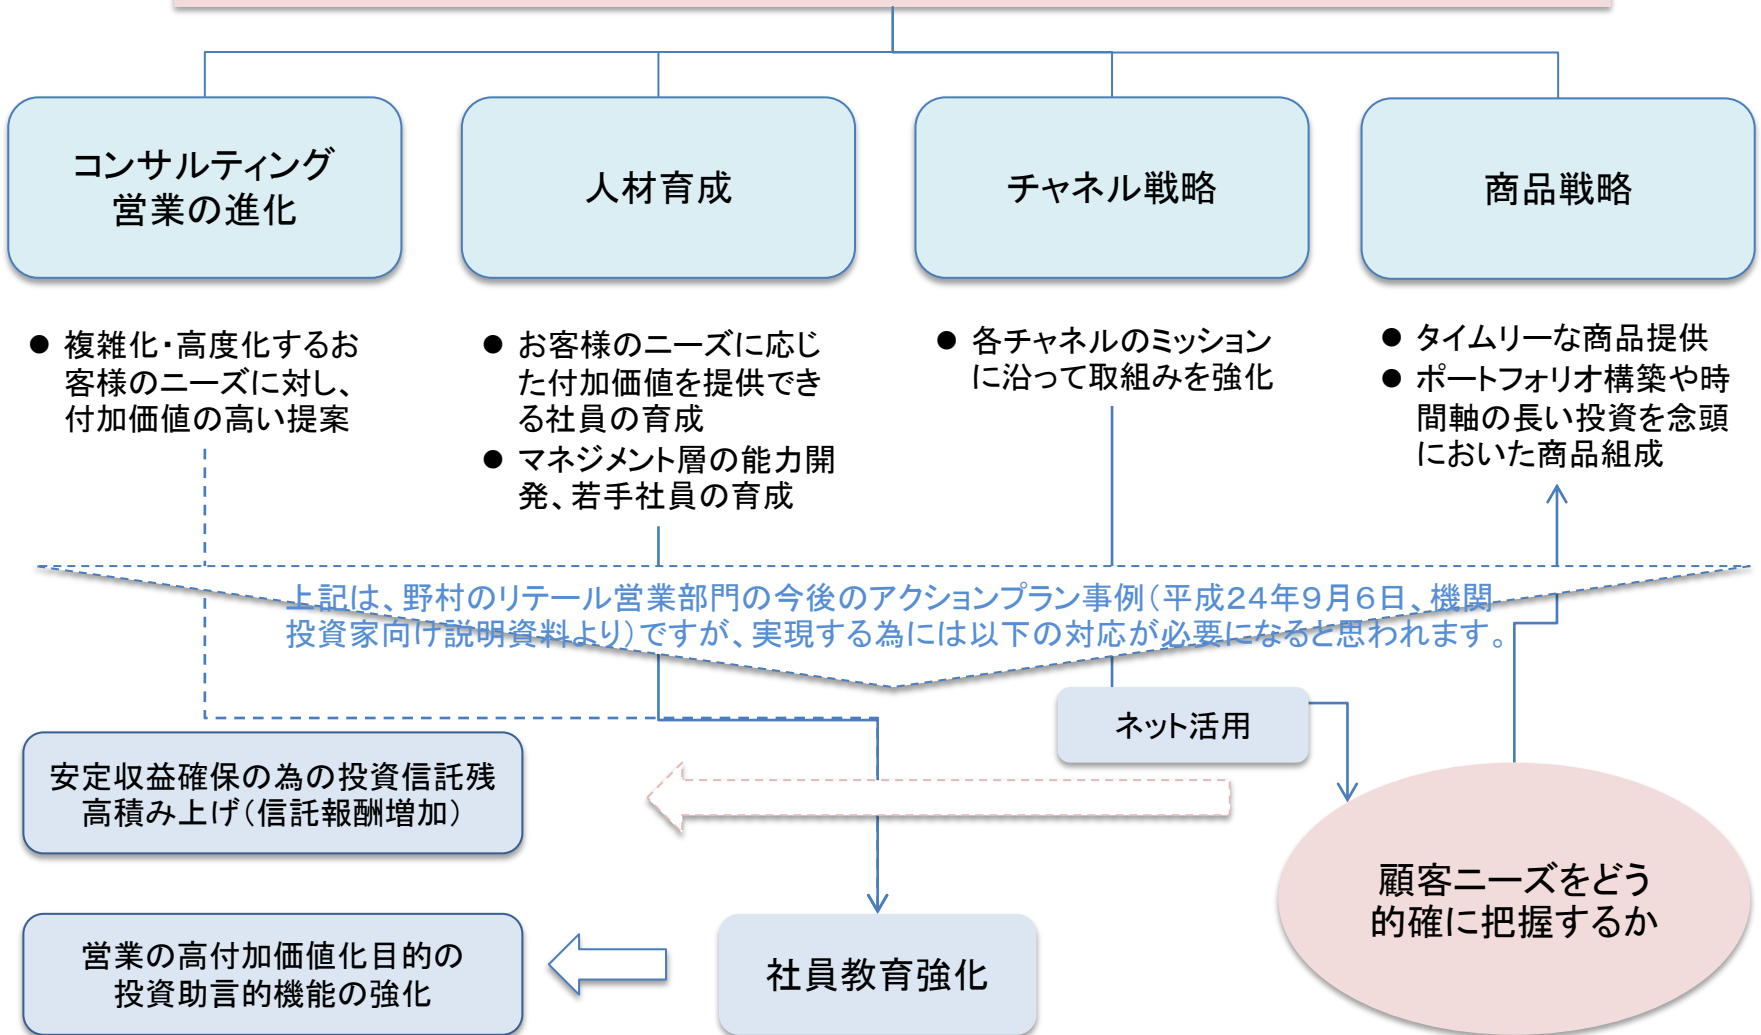 コンサルティング
営業の進化
人材育成
チャネル戦略
商品戦略
● 複雑化・高度化するお
客様のニーズに対し、
付加価値の高い提案
● お客様のニーズに応じ
た付加価値を提供でき
る社員の育成
● マネジメント層の能力開
発、若手社員の育成
● 各チャネルのミッション
に沿って取組みを強化
● タイムリーな商品提供
● ポートフォリオ構築や時
間軸の長い投資を念頭
においた商品組成
上記は、野村のリテール営業部門の今後のアクションプラン事例(平成24年9月6日、機関
投資家向け説明資料より)ですが、実現する為には以下の対応が必要になると思われます。
ネット活用
安定収益確保の為の投資信託残
高積み上げ(信託報酬増加)
顧客ニーズをどう
的確に把握するか
営業の高付加価値化目的の
投資助言的機能の強化
社員教育強化